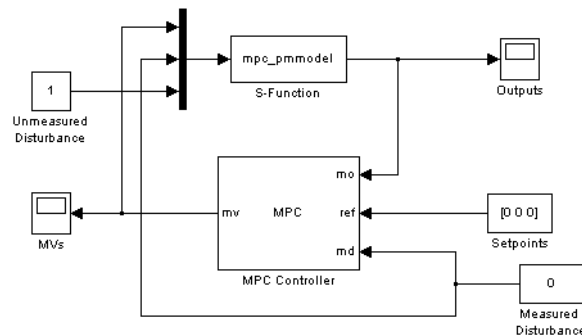 mpc_pmmodel
S-Function
Outputs
1
Unmeasured
Disturbance
MVs
mv
MPC
mo
ref
md
MPC Controller
[0 0 0]
Setpoints
0
Measured
Disturbance